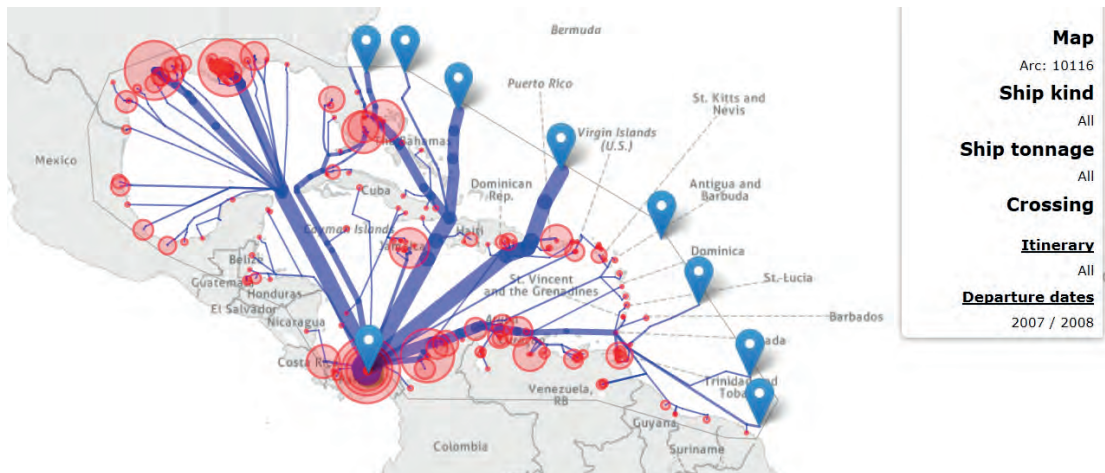 Bermuda
Puerto Rico
St. Kitts and
Nevis
Virgin Islands
(U.S.)
The Bahamas
Mexico
Cuba
Dominican
Rep.
Antigua and
Barbuda
Cayman Islands
Haiti
Jamaica
Dominica
Belize
St. Vincent
and the Grenadines
St.-Lucia
Guatemala
Honduras
El Salvador
Nicaragua
Barbados
Costa
Trinidad and
Venezuela,
RB
Guyana
Suriname
Colombia
Map
Arc: 10116
Ship kind
All
Ship tonnage
All
Crossing
Itinerary
All
Departure dates
2007 / 2008